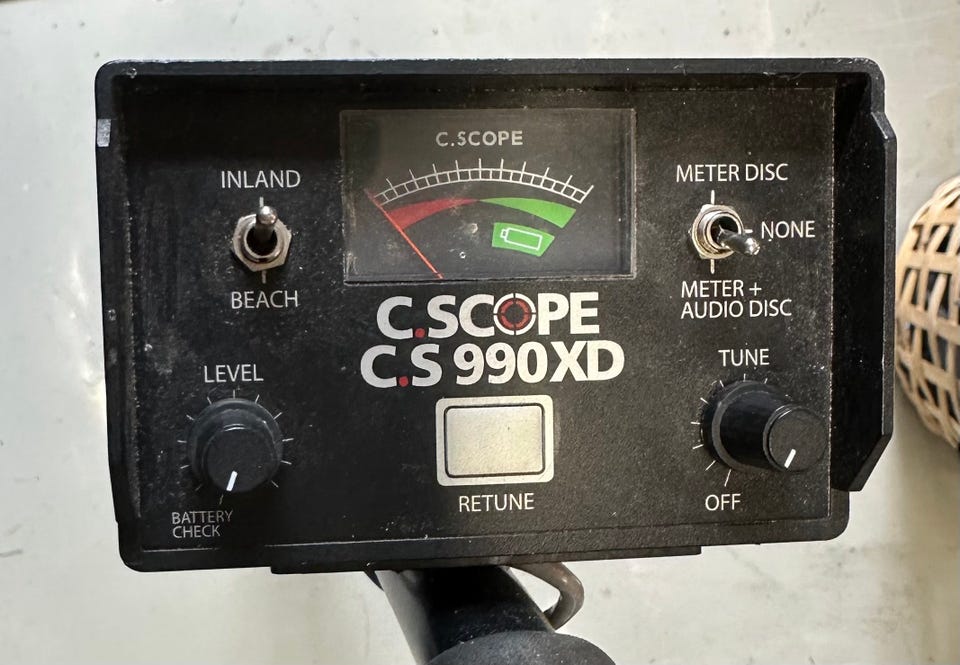 C.SCOPE
INLAND
BEACH
METER DISC
NONE
METER +
AUDIO DISC
C.SCOPE
C.S 990XD
LEVEL
BATTERY
CHECK
RETUNE
TUNE
OFF